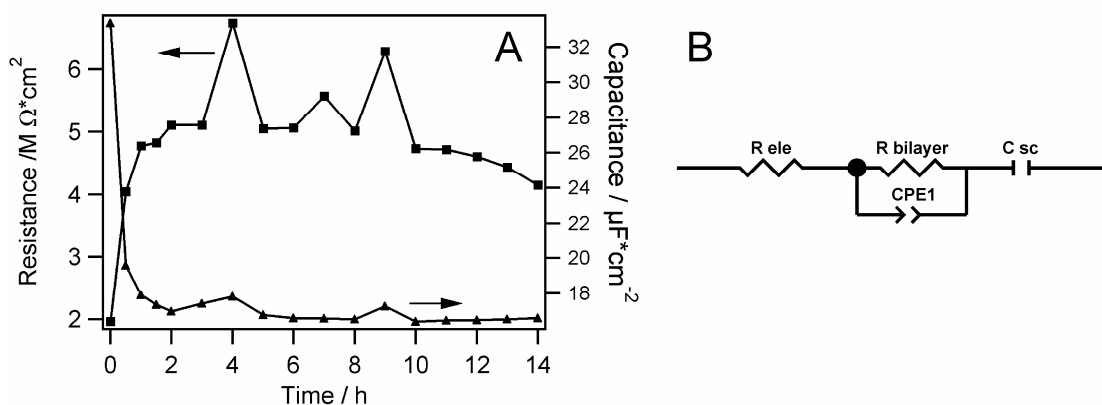 A
Resistance /M Ω*cm²
6
5
4
3
2
32
30
28
26
24
22
20
18
Capacitance / µF*cm⁻²
0 2 4 6 8 10 12 14
Time / h
B
R ele
R bilayer
C sc
CPE1